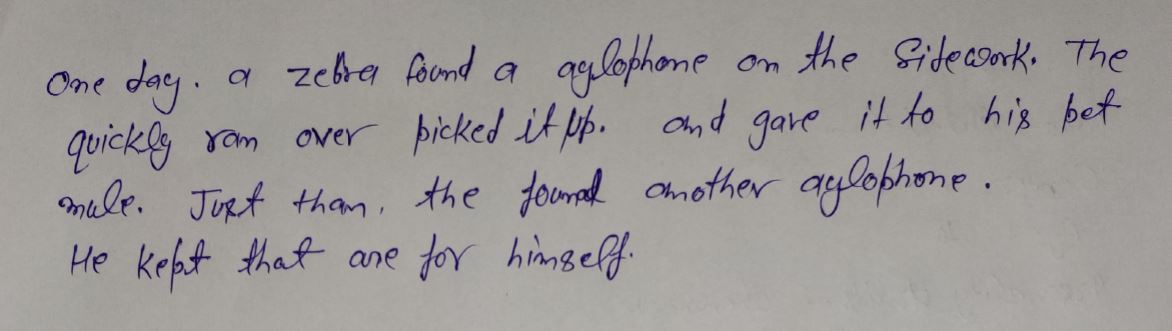 One day. a zebra found a aylophone on the Sidework. The
quickly ran over picked it up. and gave it to his pet
mule. Just than, the found another aylophone.
He kept that one for himself.